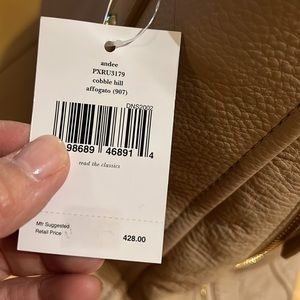 andee
PXRU3179
cobble hill
affogato (907)
DNS2002
98689 46891 4
read the classics
Mfr Suggested
Retail Price
428.00